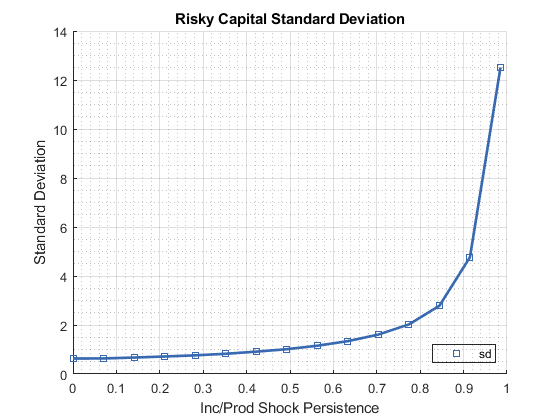 Risky Capital Standard Deviation
14
12
10
8
6
4
2
0
Standard Deviation
sd
0 0.1 0.2 0.3 0.4 0.5 0.6 0.7 0.8 0.9 1
Inc/Prod Shock Persistence